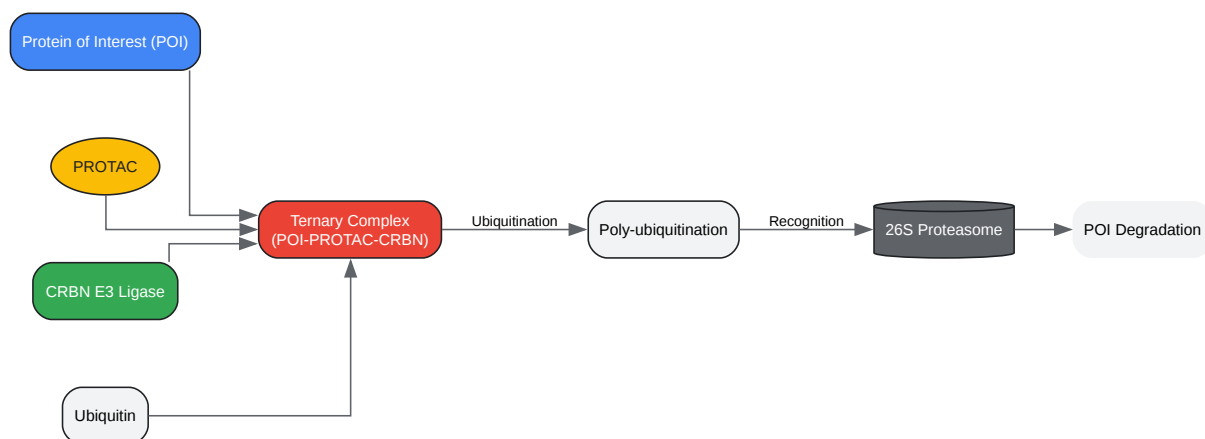 Protein of Interest (POI)
PROTAC
CRBN E3 Ligase
Ubiquitin
Ternary Complex
(POI-PROTAC-CRBN)
Ubiquitination
Poly-ubiquitination
Recognition
26S Proteasome
POI Degradation